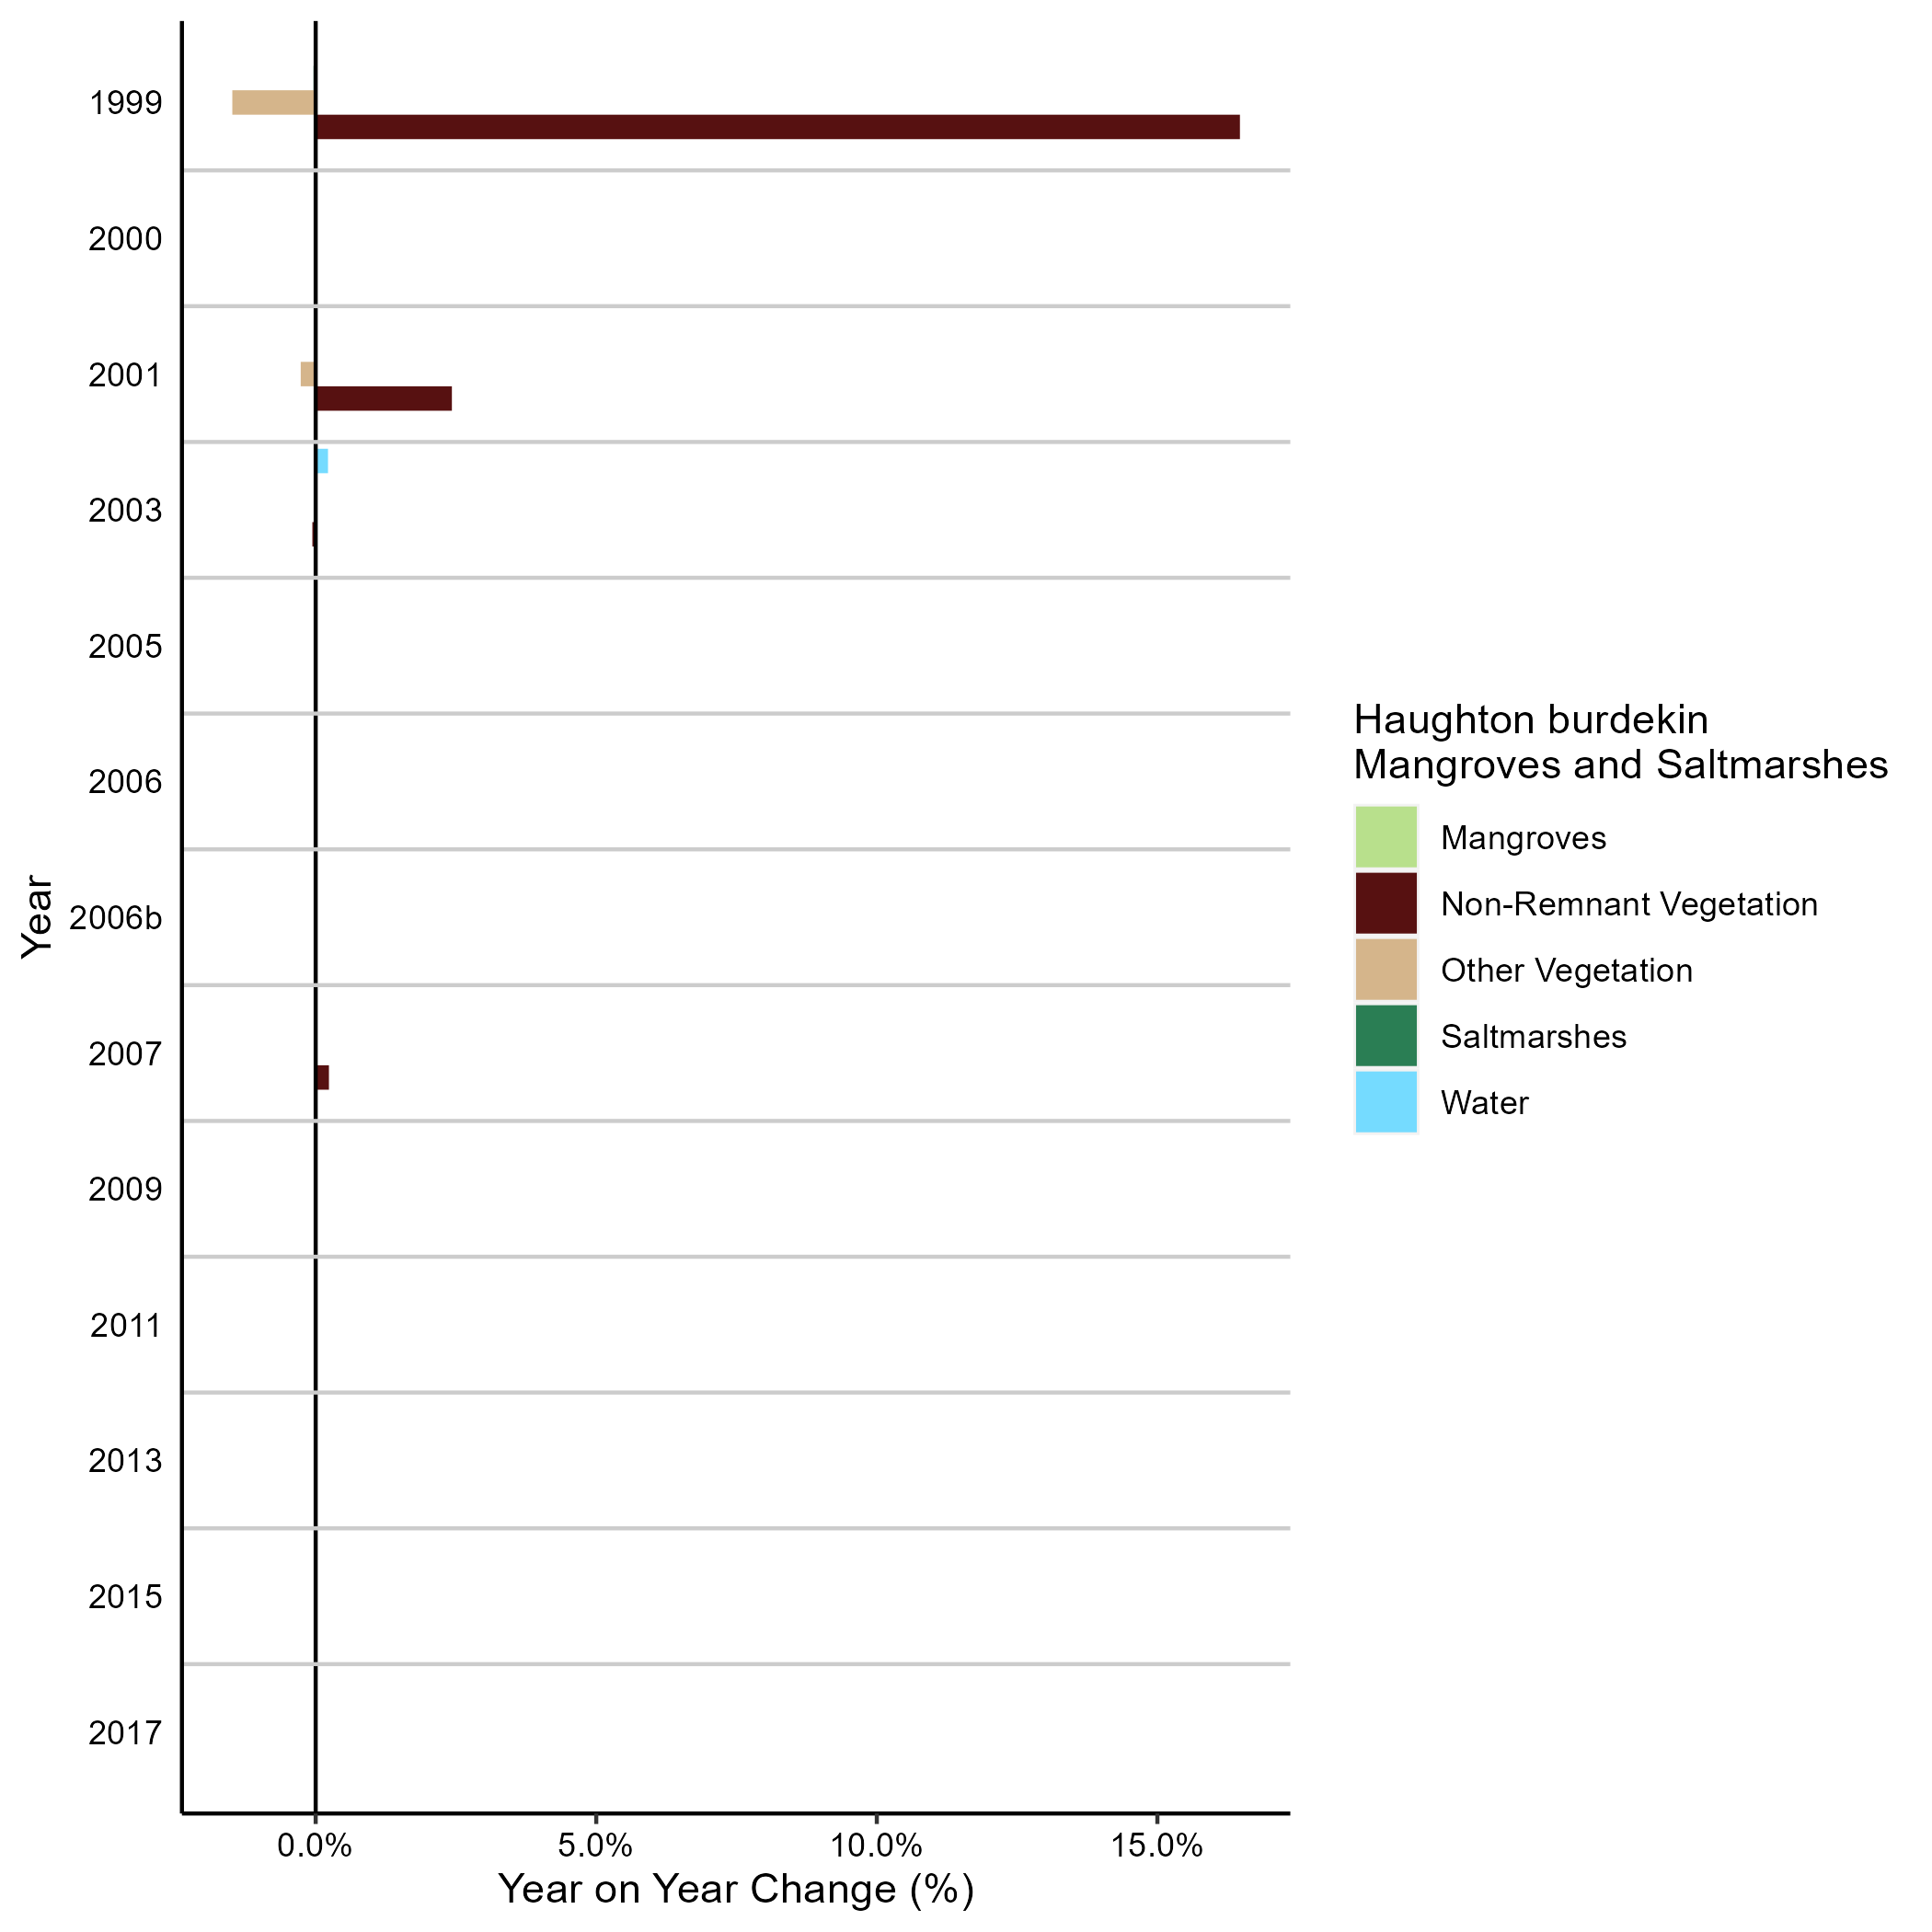 1999
2000
2001
2003
2005
2006
2006b
2007
2009
2011
2013
2015
2017
Year
0.0%
5.0%
10.0%
15.0%
Year on Year Change (%)
Haughton burdekin
Mangroves and Saltmarshes
Mangroves
Non-Remnant Vegetation
Other Vegetation
Saltmarshes
Water